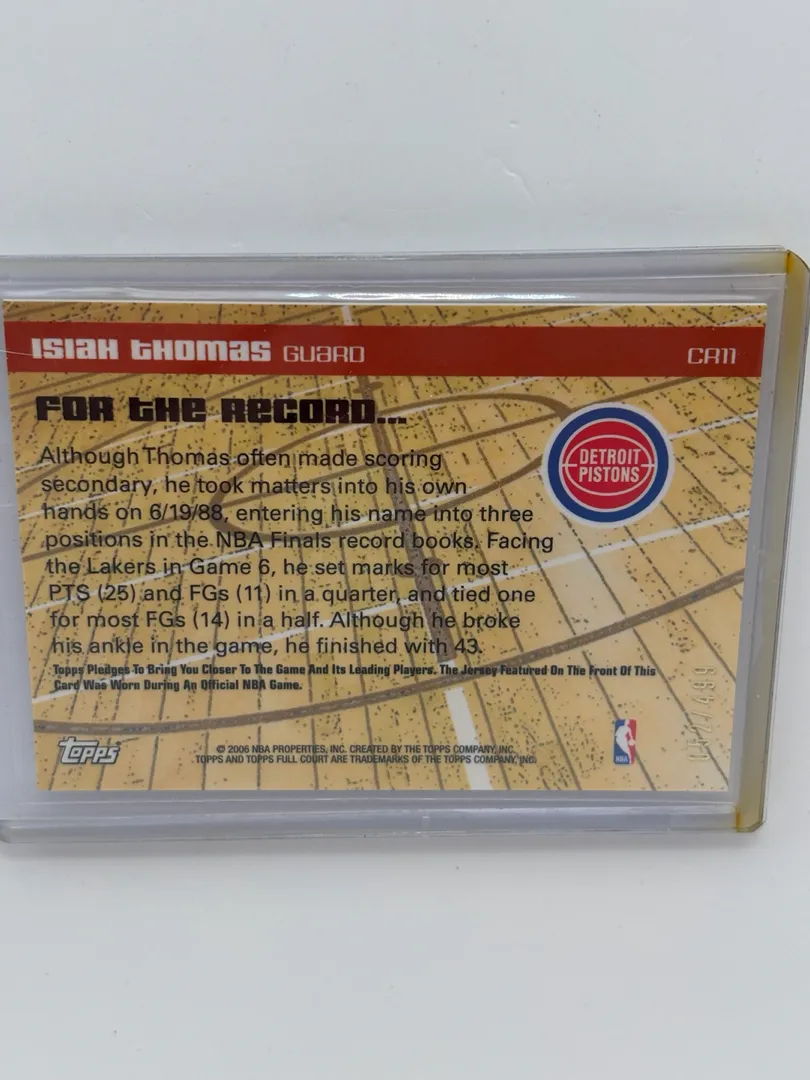 ISIAH THOMAS GUARD CR11
FOR THE RECORD...
DETROIT
PISTONS
Although Thomas often made scoring
secondary, he took matters into his own
hands on 6/19/88, entering his name into three
positions in the NBA Finals record books. Facing
the Lakers in Game 6, he set marks for most
PTS (25) and FGs (11) in a quarter, and tied one
for most FGs (14) in a half. Although he broke
his ankle in the game, he finished with 43.
Topps Pledges To Bring You Closer To The Game And Its Leading Players. The Jersey Featured On The Front Of This
Card Was Worn During An Official NBA Game.
Topps
© 2006 NBA PROPERTIES, INC. CREATED BY THE TOPPS COMPANY, INC.
TOPPS AND TOPPS FULL COURT ARE TRADEMARKS OF THE TOPPS COMPANY, INC.
NBA